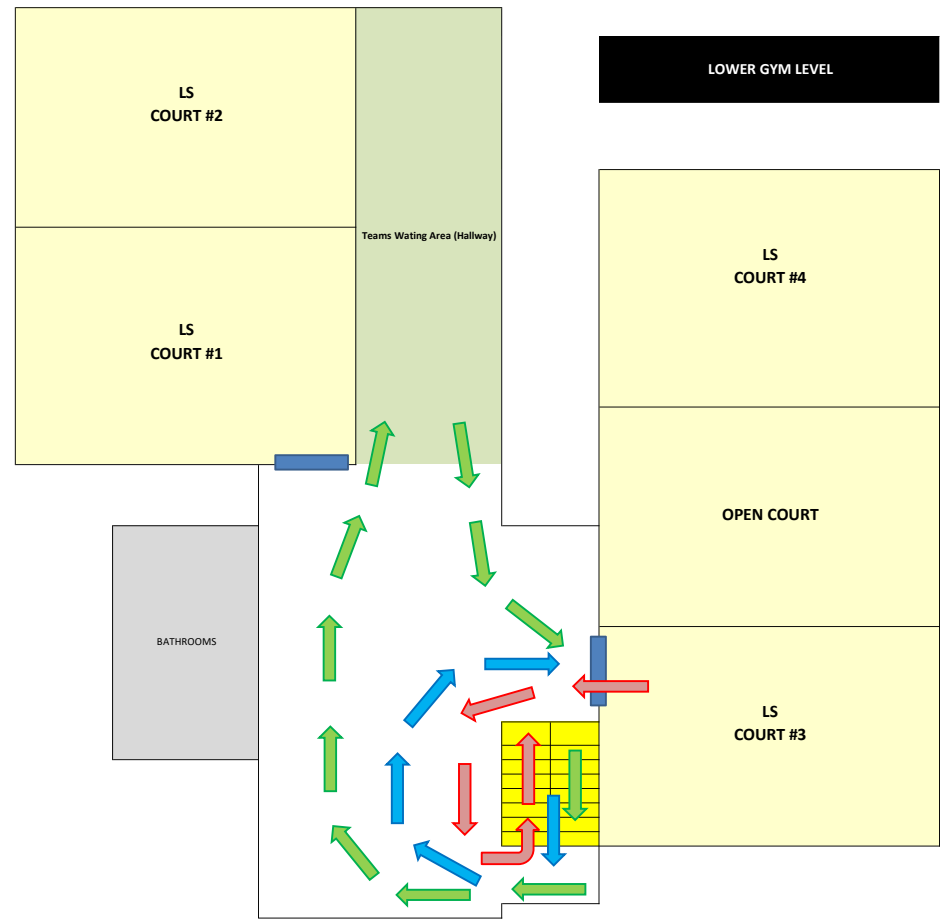 LS
COURT #2
LOWER GYM LEVEL
Teams Wating Area (Hallway)
LS
COURT #4
LS
COURT #1
OPEN COURT
BATHROOMS
LS
COURT #3